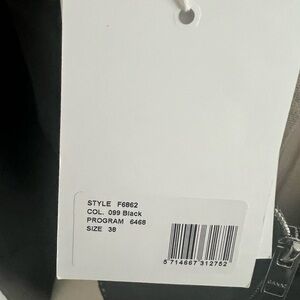 STYLE F6862
COL. 099 Black
PROGRAM 6468
SIZE 38
5 714667 312752